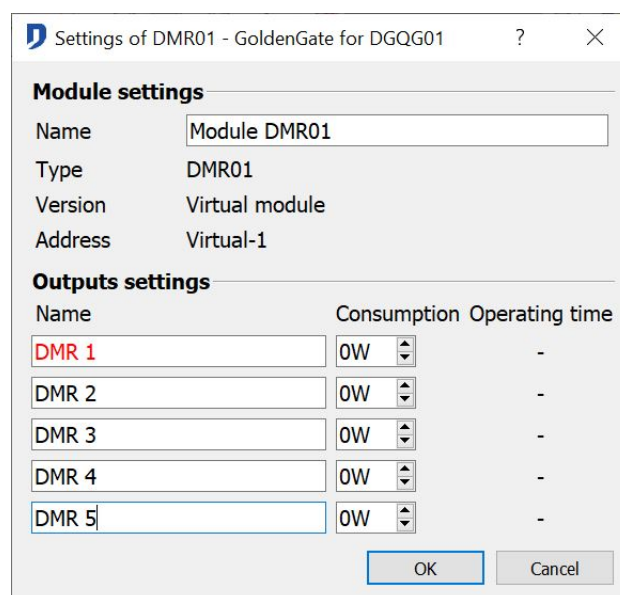 Settings of DMR01 - GoldenGate for DGQG01 ?
Module settings
Name Module DMR01
Type DMR01
Version Virtual module
Address Virtual-1
Outputs settings
Name Consumption Operating time
DMR 1 0W -
DMR 2 0W -
DMR 3 0W -
DMR 4 0W -
DMR 5 0W -
OK Cancel